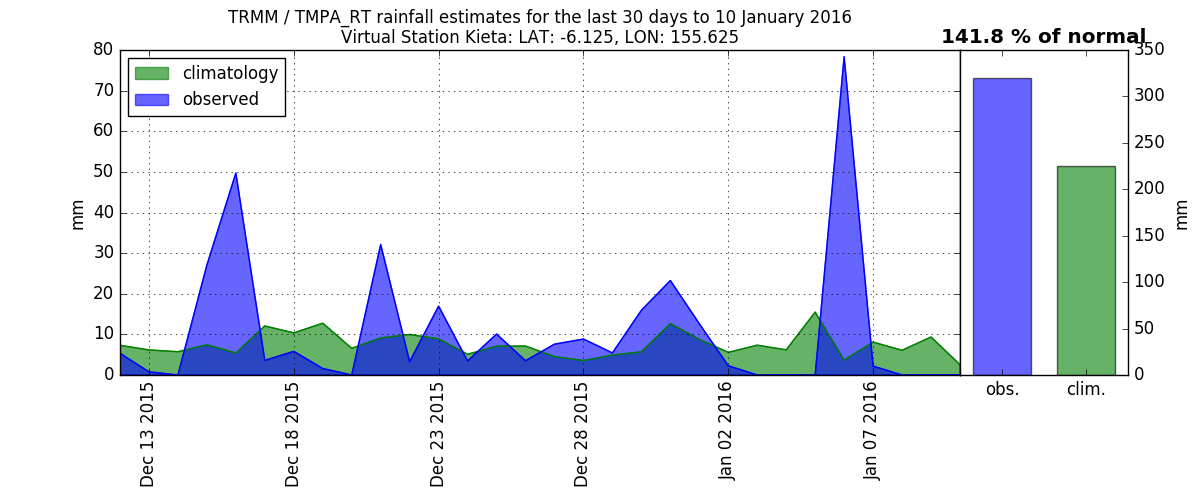 TRMM / TMPA_RT rainfall estimates for the last 30 days to 10 January 2016
Virtual Station Kieta: LAT: -6.125, LON: 155.625
141.8 % of normal
climatology
observed
mm
80
70
60
50
40
30
20
10
0
Dec 13 2015
Dec 18 2015
Dec 23 2015
Dec 28 2015
Jan 02 2016
Jan 07 2016
350
300
250
200
150
100
50
0
mm
obs.
clim.